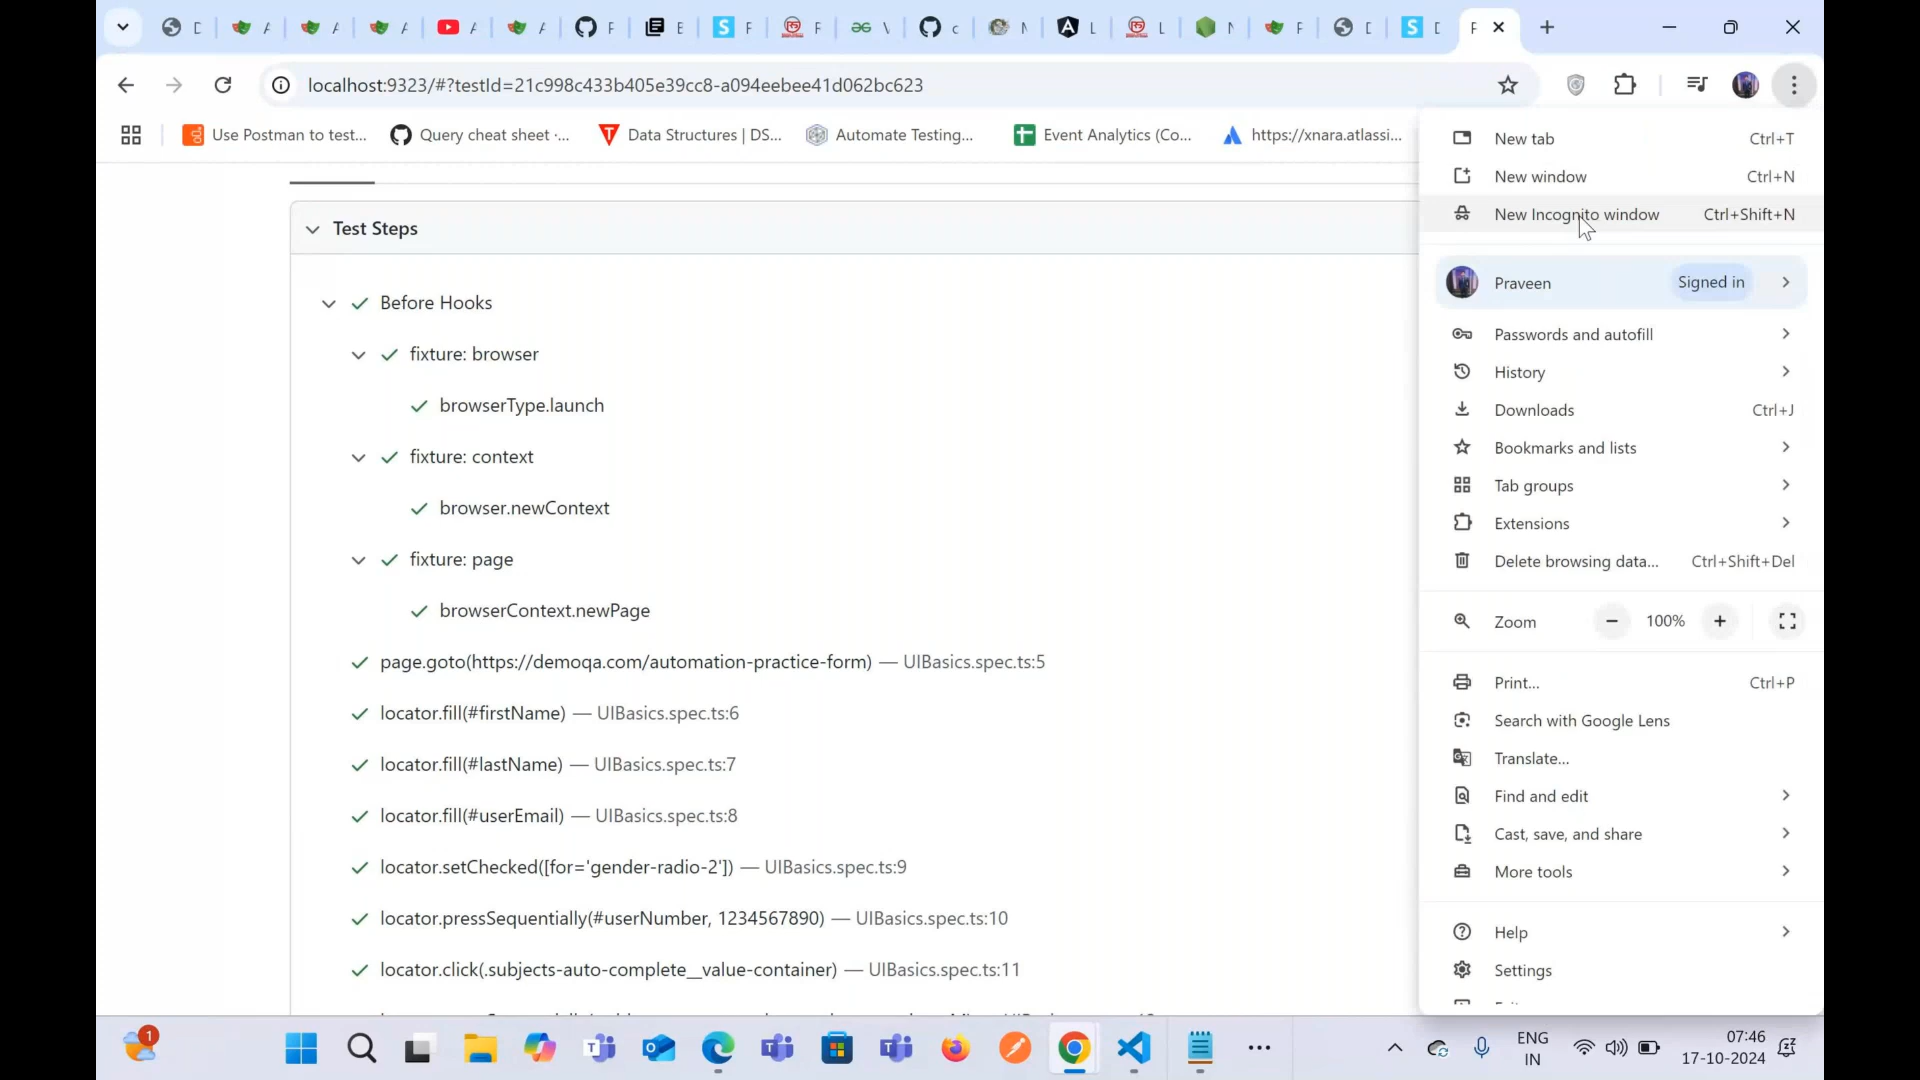 localhost:9323/#?testId=21c998c433b405e39cc8-a094eebee41d062bc623
Use Postman to test...
Query cheat sheet ·...
Data Structures | DS...
Automate Testing...
Event Analytics (Co...
https://xnara.atlassi...
Test Steps
Before Hooks
fixture: browser
browserType.launch
fixture: context
browser.newContext
fixture: page
browserContext.newPage
page.goto(https://demoqa.com/automation-practice-form) — UIBasics.spec.ts:5
locator.fill(#firstName) — UIBasics.spec.ts:6
locator.fill(#lastName) — UIBasics.spec.ts:7
locator.fill(#userEmail) — UIBasics.spec.ts:8
locator.setChecked([for='gender-radio-2']) — UIBasics.spec.ts:9
locator.pressSequentially(#userNumber, 1234567890) — UIBasics.spec.ts:10
locator.click(.subjects-auto-complete__value-container) — UIBasics.spec.ts:11
New tab Ctrl+T
New window Ctrl+N
New Incognito window Ctrl+Shift+N
Praveen Signed in
Passwords and autofill
History
Downloads Ctrl+J
Bookmarks and lists
Tab groups
Extensions
Delete browsing data... Ctrl+Shift+Del
Zoom 100%
Print... Ctrl+P
Search with Google Lens
Translate...
Find and edit
Cast, save, and share
More tools
Help
Settings
1
ENG
IN
07:46
17-10-2024